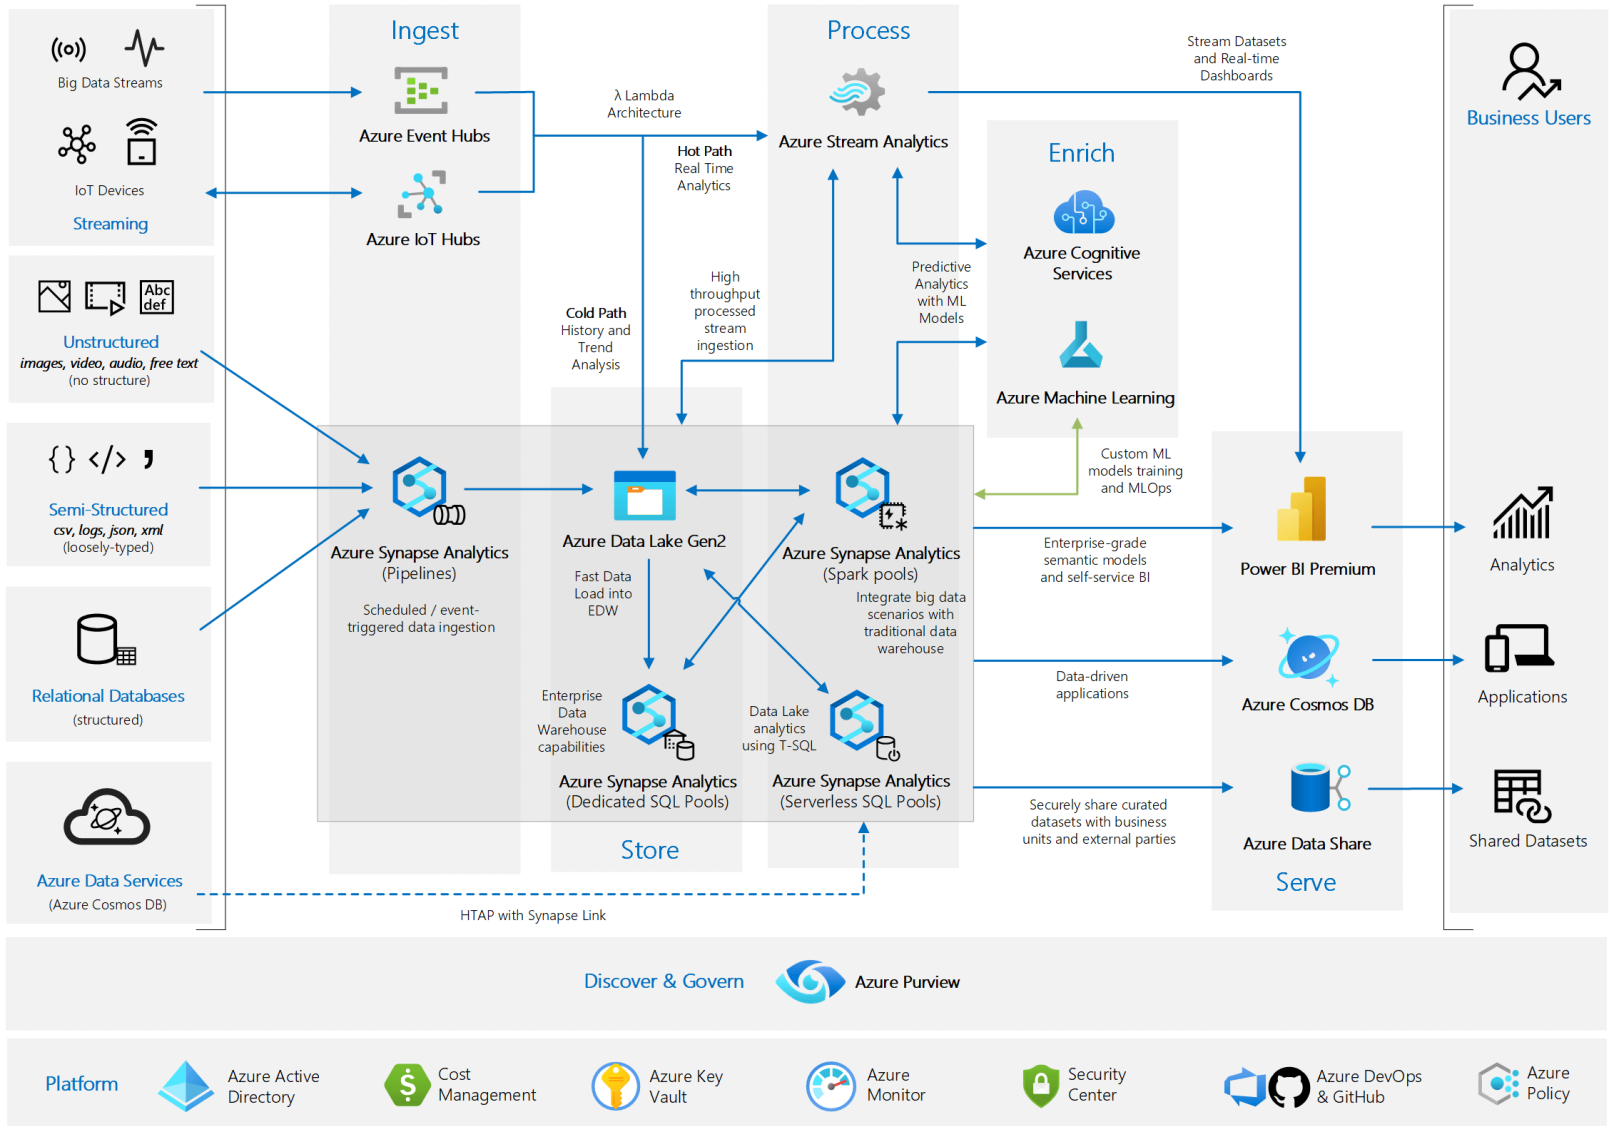 Ingest
Process
Big Data Streams
IoT Devices
Streaming
Azure Event Hubs
Azure IoT Hubs
λ Lambda
Architecture
Hot Path
Real Time
Analytics
Azure Stream Analytics
Stream Datasets
and Real-time
Dashboards
Business Users
Enrich
Azure Cognitive
Services
Predictive
Analytics
with ML
Models
Azure Machine Learning
High
throughput
processed
stream
ingestion
Cold Path
History and
Trend
Analysis
Abc
def
Unstructured
images, video, audio, free text
(no structure)
{} </> ,
Semi-Structured
csv, logs, json, xml
(loosely-typed)
Relational Databases
(structured)
Azure Data Services
(Azure Cosmos DB)
Azure Synapse Analytics
(Pipelines)
Scheduled / event-
triggered data ingestion
Azure Data Lake Gen2
Fast Data
Load into
EDW
Azure Synapse Analytics
(Spark pools)
Integrate big data
scenarios with
traditional data
warehouse
Custom ML
models training
and MLOps
Enterprise
Data
Warehouse
capabilities
Azure Synapse Analytics
(Dedicated SQL Pools)
Data Lake
analytics
using T-SQL
Azure Synapse Analytics
(Serverless SQL Pools)
Store
HTAP with Synapse Link
Enterprise-grade
semantic models
and self-service BI
Data-driven
applications
Securely share curated
datasets with business
units and external parties
Power BI Premium
Azure Cosmos DB
Azure Data Share
Serve
Analytics
Applications
Shared Datasets
Discover & Govern
Azure Purview
Platform
Azure Active
Directory
$
Cost
Management
Azure Key
Vault
Azure
Monitor
Security
Center
Azure DevOps
& GitHub
Azure
Policy